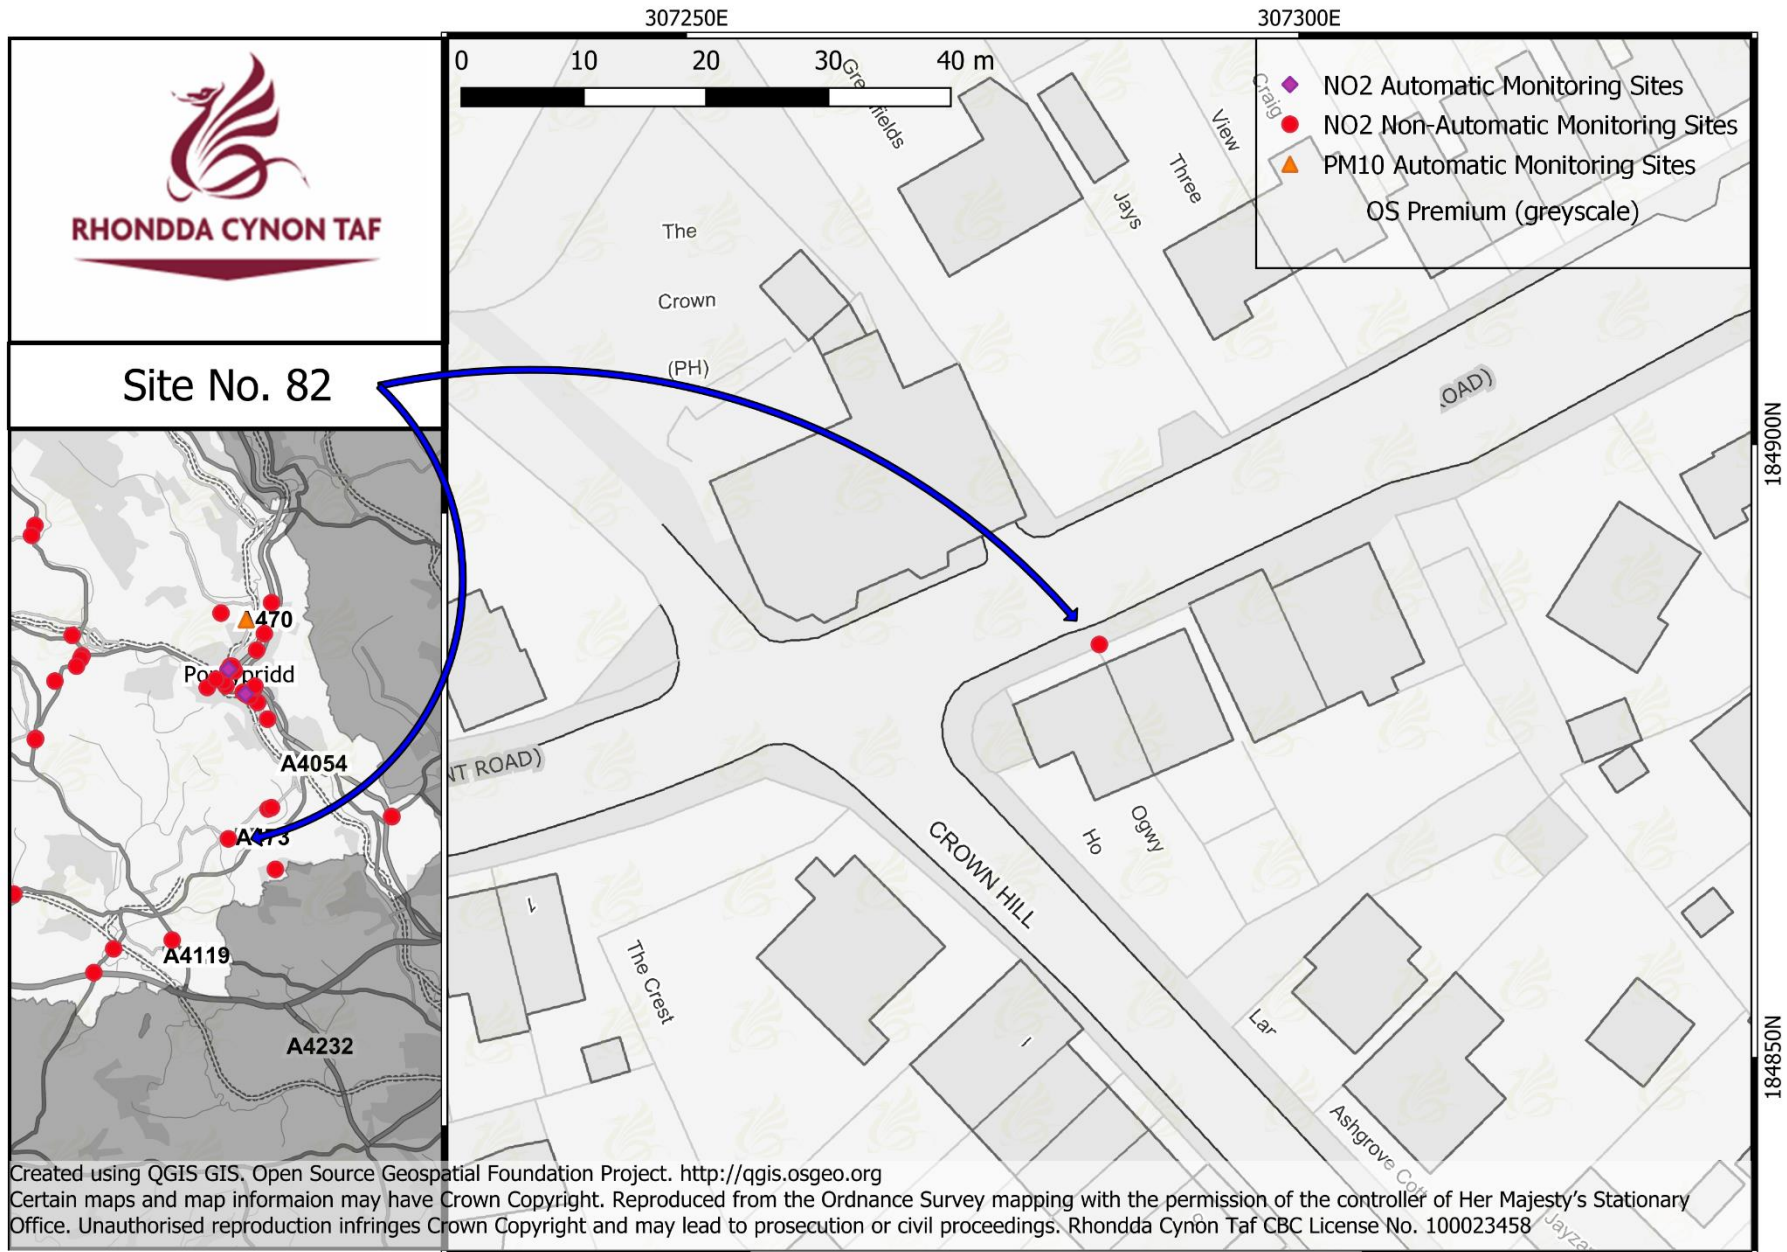 307250E
307300E
RHONDDA CYNON TAF
Site No. 82
0 10 20 30 40 m
NO2 Automatic Monitoring Sites
NO2 Non-Automatic Monitoring Sites
PM10 Automatic Monitoring Sites
OS Premium (greyscale)
Craig
View
Three
Jays
The
Crown
(PH)
OAD)
184900N
NT ROAD)
CROWN HILL
Ogwy
Ho
The Crest
Lar
Ashgrove Cott
184850N
A470
A4054
A473
A4119
A4232
Created using QGIS GIS. Open Source Geospatial Foundation Project. http://qgis.osgeo.org
Certain maps and map informaion may have Crown Copyright. Reproduced from the Ordnance Survey mapping with the permission of the controller of Her Majesty's Stationary
Office. Unauthorised reproduction infringes Crown Copyright and may lead to prosecution or civil proceedings. Rhondda Cynon Taf CBC License No. 100023458